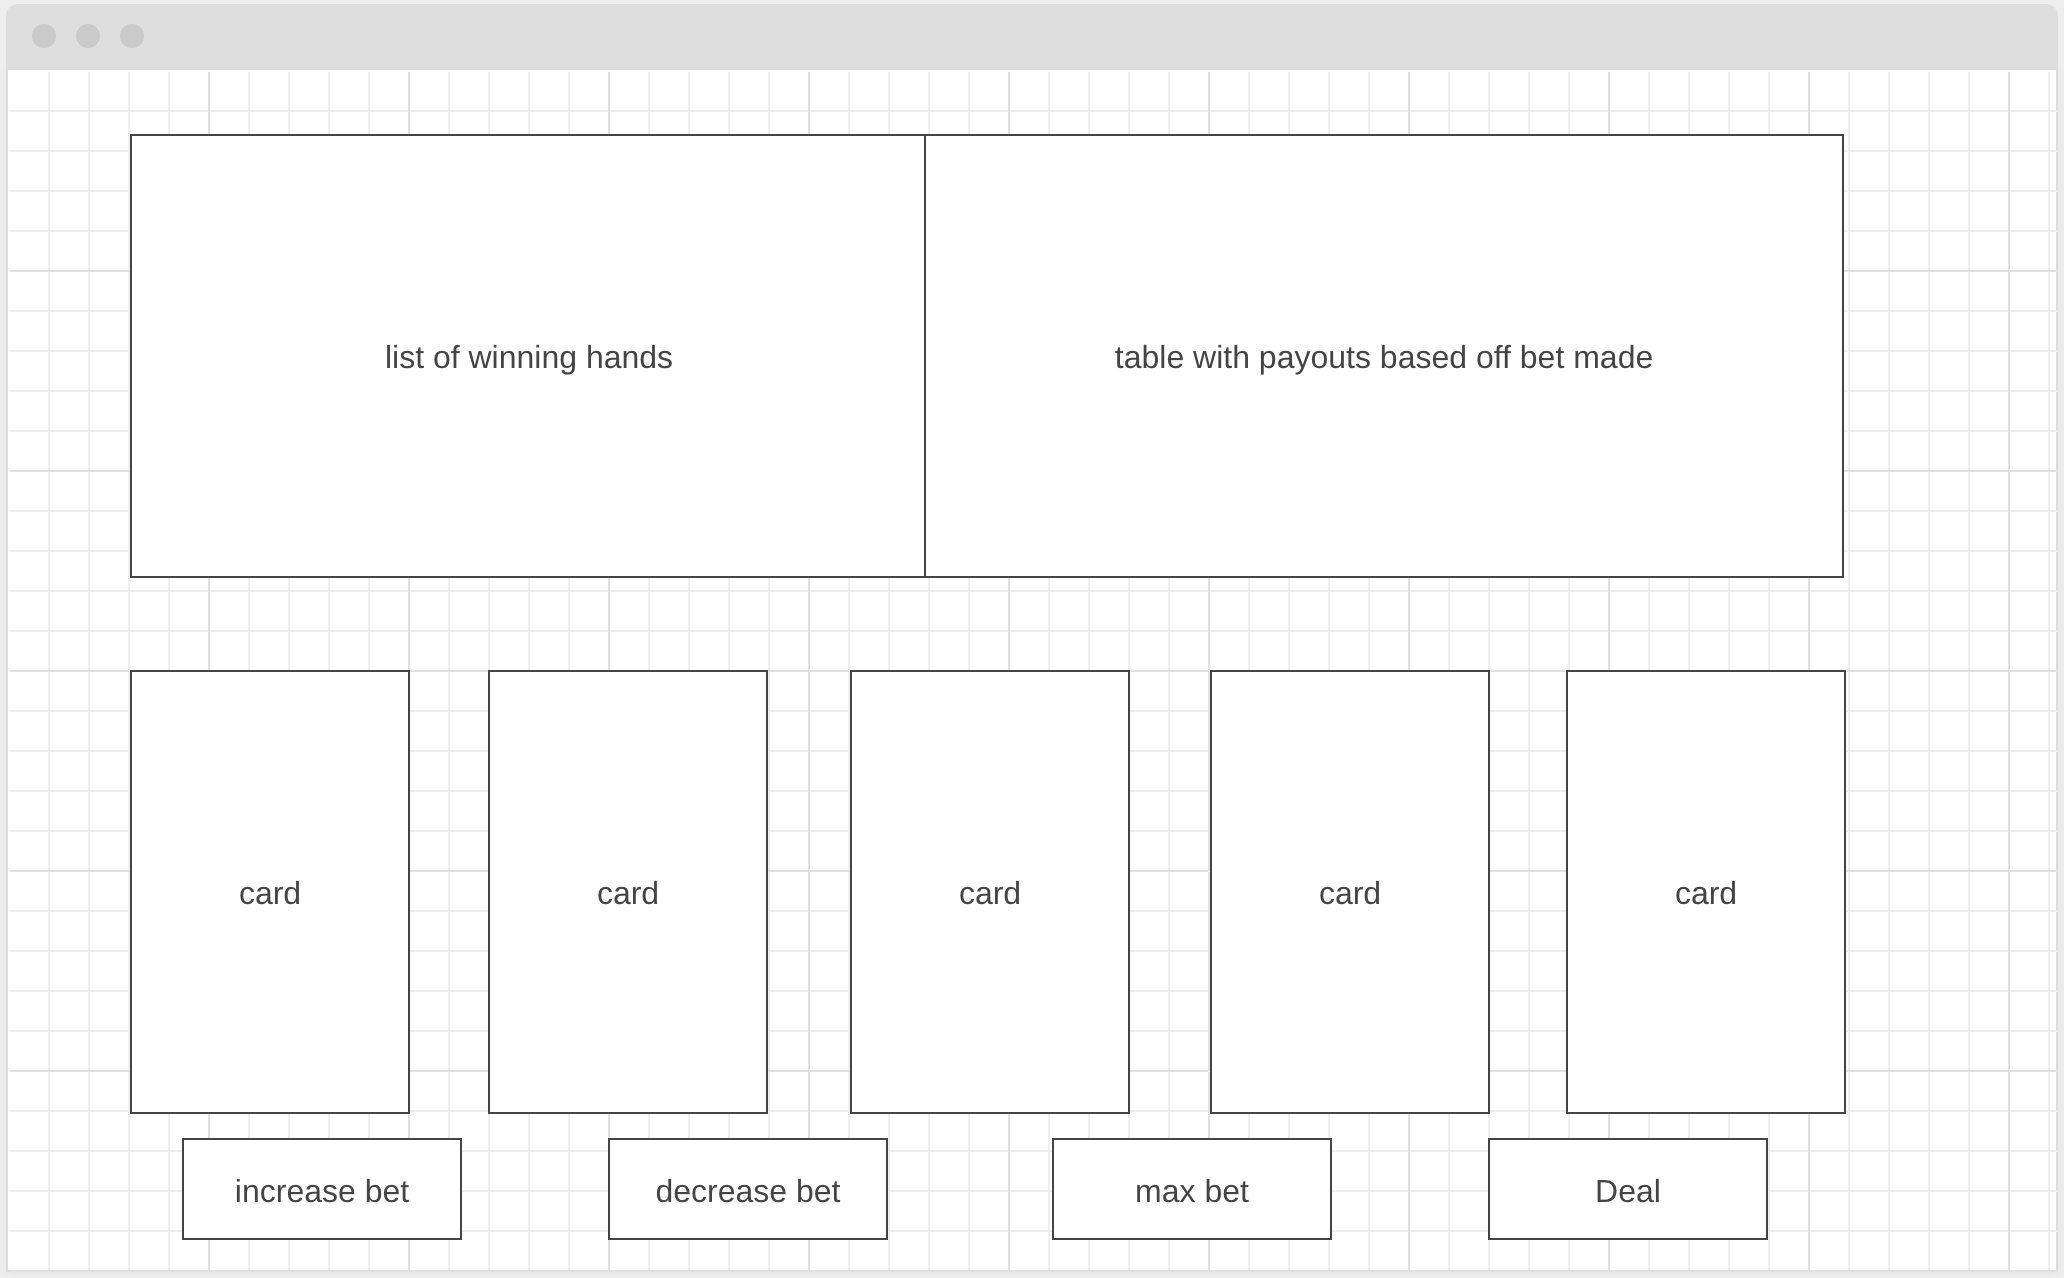 list of winning hands
table with payouts based off bet made
card
card
card
card
card
increase bet
decrease bet
max bet
Deal